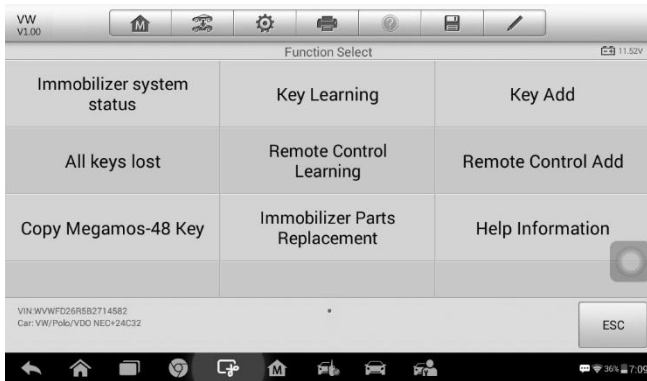 VW
V1.00
M
Function Select
11.52V
Immobilizer system
status
Key Learning
Key Add
All keys lost
Remote Control
Learning
Remote Control Add
Copy Megamos-48 Key
Immobilizer Parts
Replacement
Help Information
VIN:WVWFD26R5B2714582
Car: VW/Polo/VDO NEC+24C32
ESC
M
36% 7:09